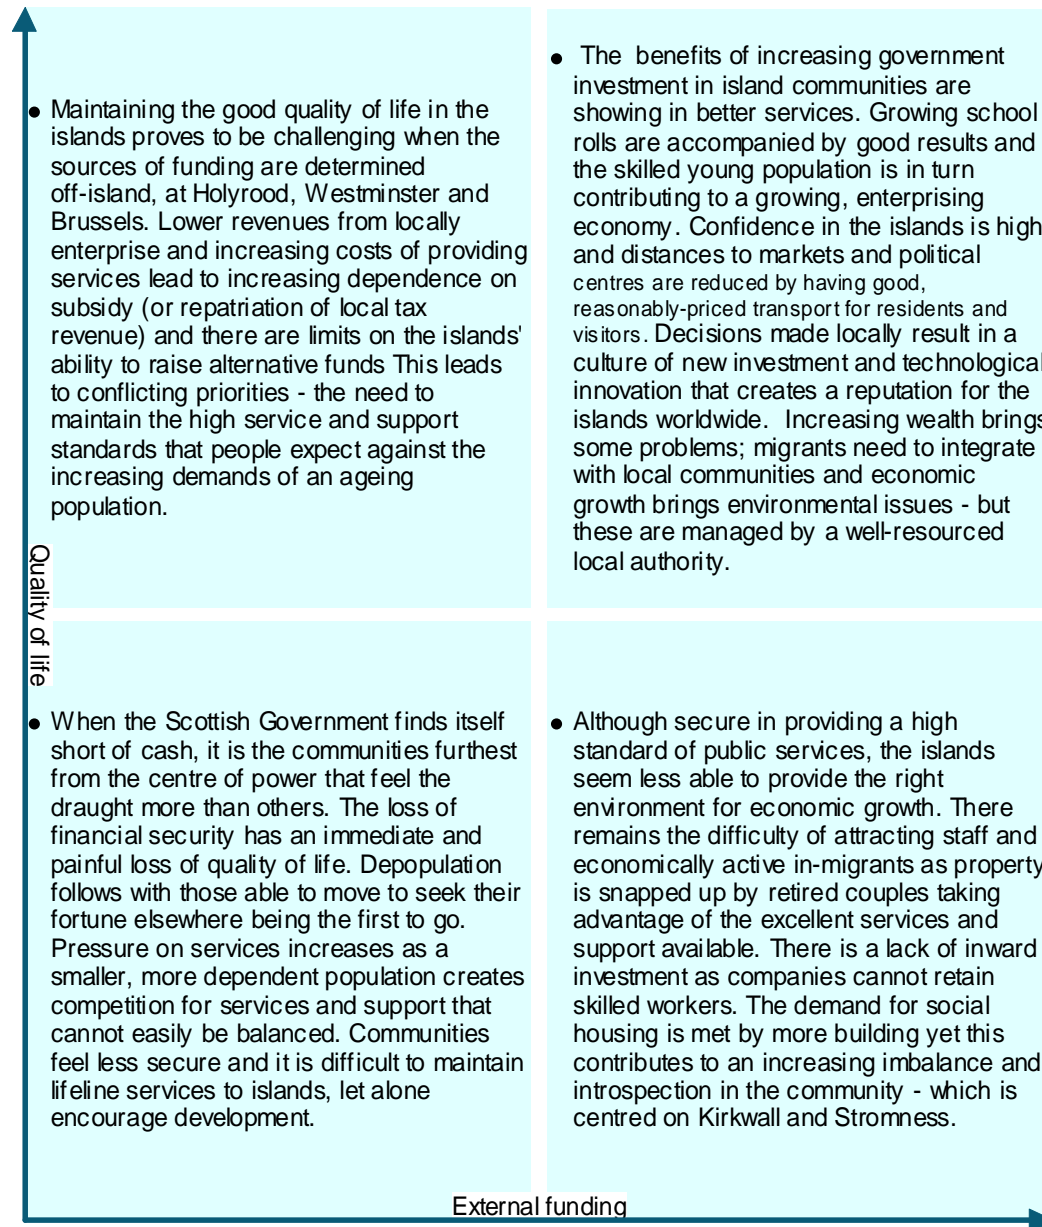 ● Maintaining the good quality of life in the
islands proves to be challenging when the
sources of funding are determined
off-island, at Holyrood, Westminster and
Brussels. Lower revenues from locally
enterprise and increasing costs of providing
services lead to increasing dependence on
subsidy (or repatriation of local tax
revenue) and there are limits on the islands'
ability to raise alternative funds This leads
to conflicting priorities - the need to
maintain the high service and support
standards that people expect against the
increasing demands of an ageing
population.
● The benefits of increasing government
investment in island communities are
showing in better services. Growing school
rolls are accompanied by good results and
the skilled young population is in turn
contributing to a growing, enterprising
economy. Confidence in the islands is high
and distances to markets and political
centres are reduced by having good,
reasonably-priced transport for residents and
visitors. Decisions made locally result in a
culture of new investment and technological
innovation that creates a reputation for the
islands worldwide. Increasing wealth brings
some problems; migrants need to integrate
with local communities and economic
growth brings environmental issues - but
these are managed by a well-resourced
local authority.
Quality of life
● When the Scottish Government finds itself
short of cash, it is the communities furthest
from the centre of power that feel the
draught more than others. The loss of
financial security has an immediate and
painful loss of quality of life. Depopulation
follows with those able to move to seek their
fortune elsewhere being the first to go.
Pressure on services increases as a
smaller, more dependent population creates
competition for services and support that
cannot easily be balanced. Communities
feel less secure and it is difficult to maintain
lifeline services to islands, let alone
encourage development.
● Although secure in providing a high
standard of public services, the islands
seem less able to provide the right
environment for economic growth. There
remains the difficulty of attracting staff and
economically active in-migrants as property
is snapped up by retired couples taking
advantage of the excellent services and
support available. There is a lack of inward
investment as companies cannot retain
skilled workers. The demand for social
housing is met by more building yet this
contributes to an increasing imbalance and
introspection in the community - which is
centred on Kirkwall and Stromness.
External funding